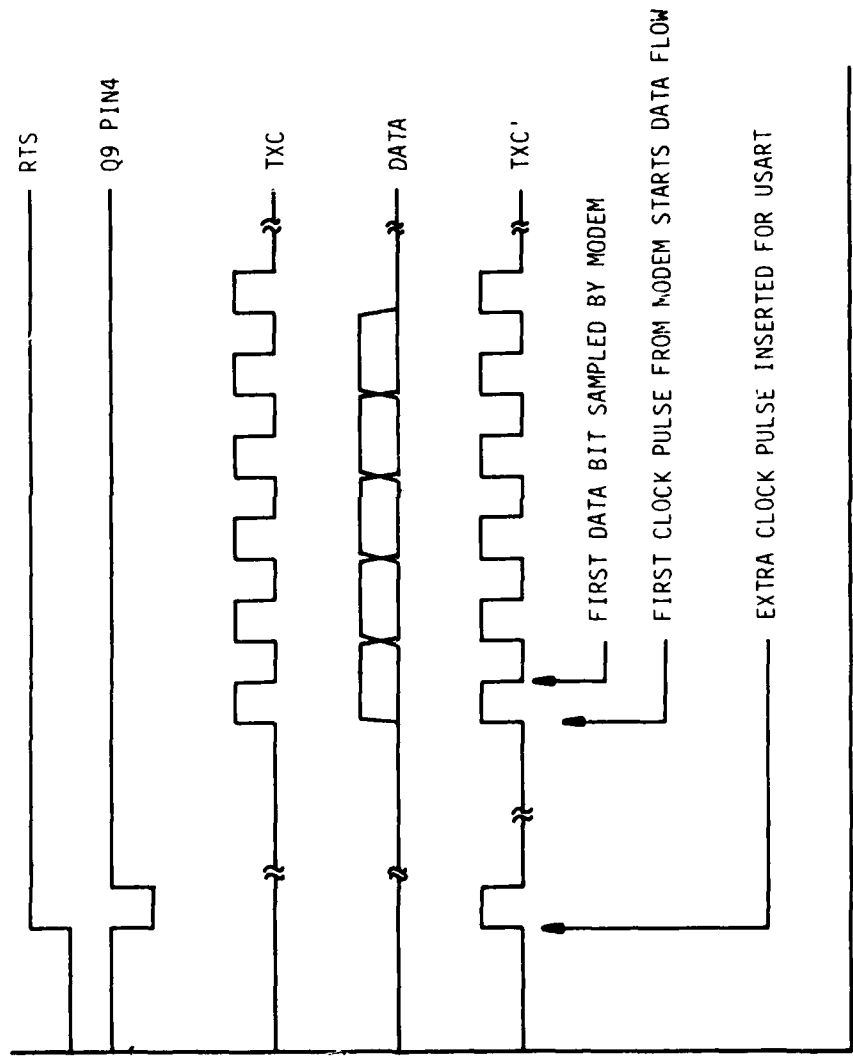 RTS
Q9 PIN4
TXC
DATA
TXC'
FIRST DATA BIT SAMPLED BY MODEM
FIRST CLOCK PULSE FROM MODEM STARTS DATA FLOW
EXTRA CLOCK PULSE INSERTED FOR USART